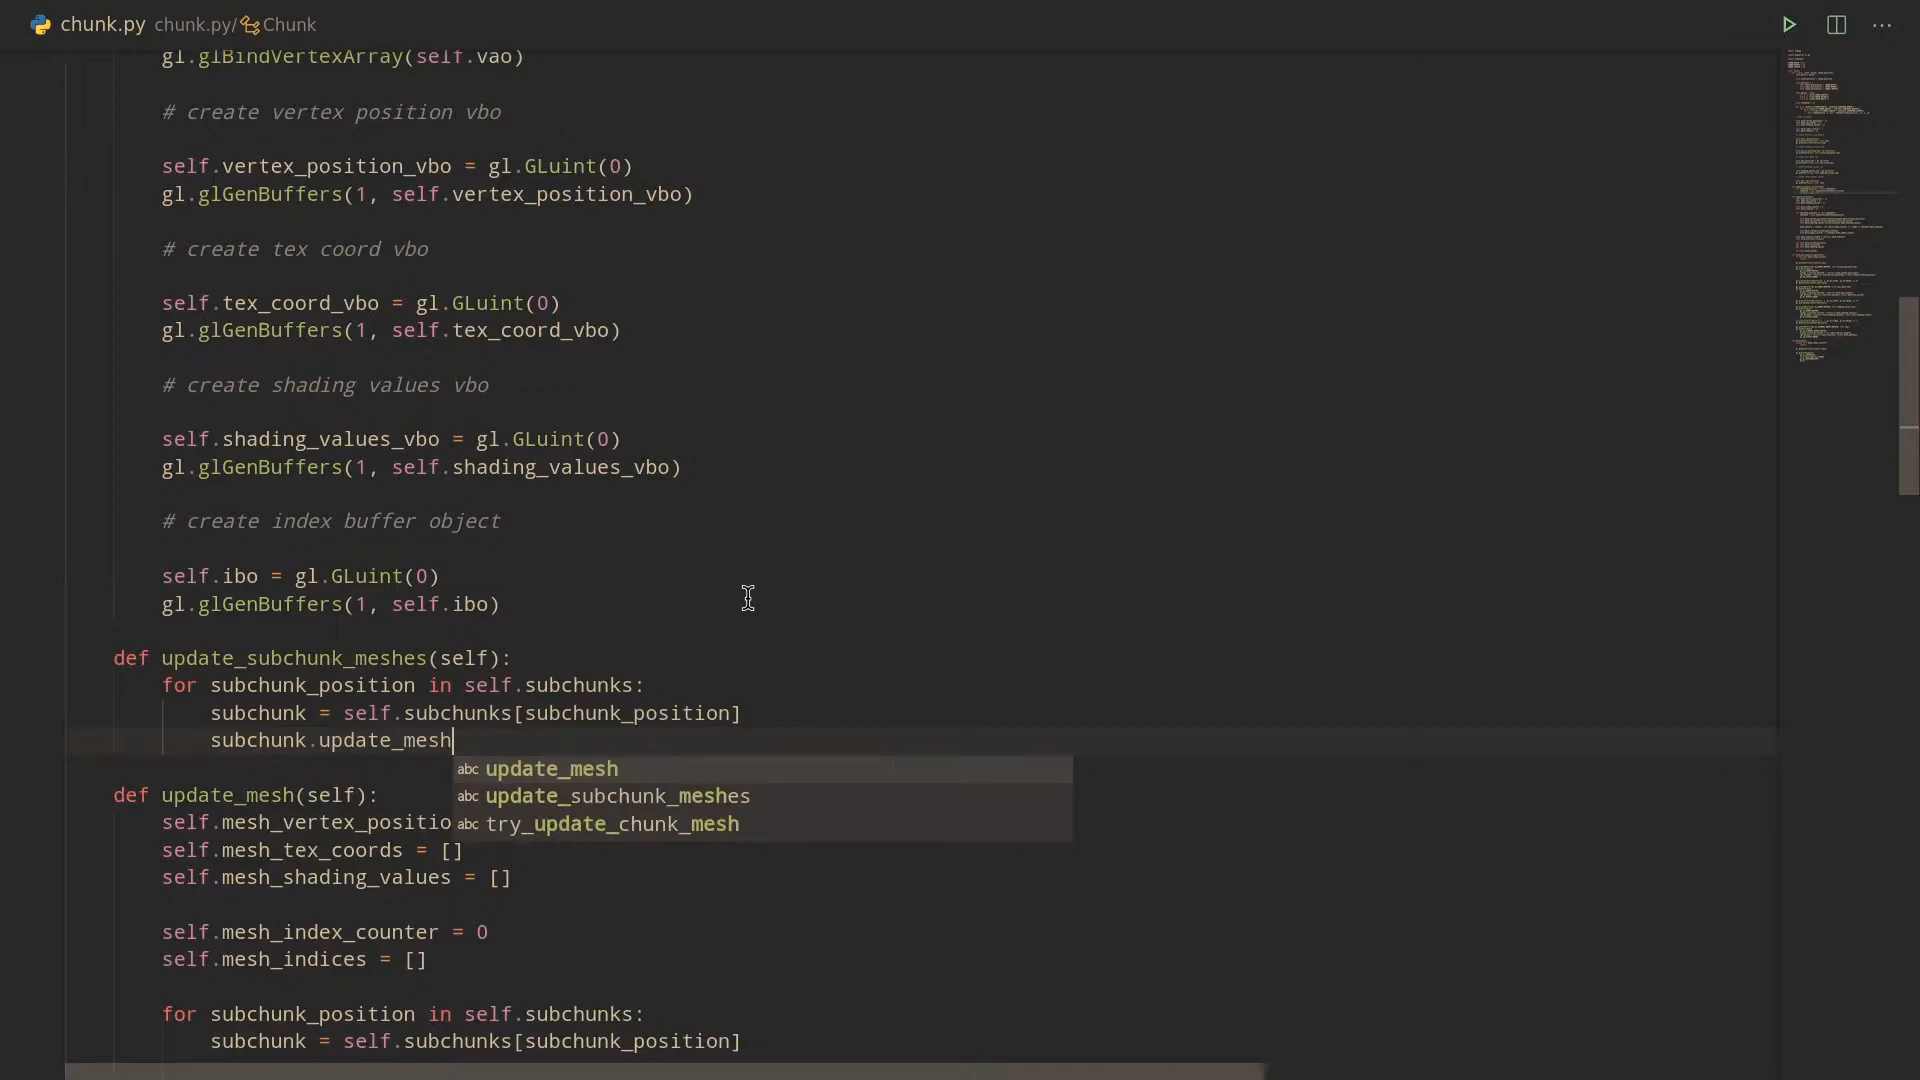 chunk.py chunk.py/Chunk
gl.glBindVertexArray(self.vao)
# create vertex position vbo
self.vertex_position_vbo = gl.GLuint(0)
gl.glGenBuffers(1, self.vertex_position_vbo)
# create tex coord vbo
self.tex_coord_vbo = gl.GLuint(0)
gl.glGenBuffers(1, self.tex_coord_vbo)
# create shading values vbo
self.shading_values_vbo = gl.GLuint(0)
gl.glGenBuffers(1, self.shading_values_vbo)
# create index buffer object
self.ibo = gl.GLuint(0)
gl.glGenBuffers(1, self.ibo)
def update_subchunk_meshes(self):
for subchunk_position in self.subchunks:
subchunk = self.subchunks[subchunk_position]
subchunk.update_mesh
abc update_mesh
abc update_subchunk_meshes
abc try_update_chunk_mesh
def update_mesh(self):
self.mesh_vertex_positio
self.mesh_tex_coords = []
self.mesh_shading_values = []
self.mesh_index_counter = 0
self.mesh_indices = []
for subchunk_position in self.subchunks:
subchunk = self.subchunks[subchunk_position]